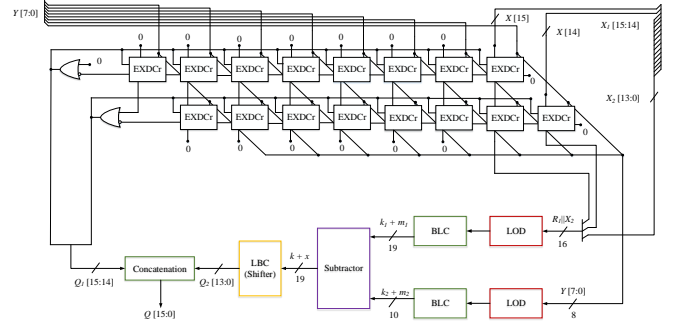 Y [7:0]
X [15]
X₁ [15:14]
X [14]
0 0 0 0 0 0 0
0
EXDCr EXDCr EXDCr EXDCr EXDCr EXDCr EXDCr EXDCr
0
X₂ [13:0]
EXDCr EXDCr EXDCr EXDCr EXDCr EXDCr EXDCr EXDCr
0
0 0 0 0 0 0 0
k₁ + m₁
19
BLC
LOD
R₁||X₂
16
Q₁ [15:14]
Concatenation
Q₂ [13:0]
LBC
(Shifter)
k + x
19
Subtractor
k₂ + m₂
10
BLC
LOD
Y [7:0]
8
Q [15:0]